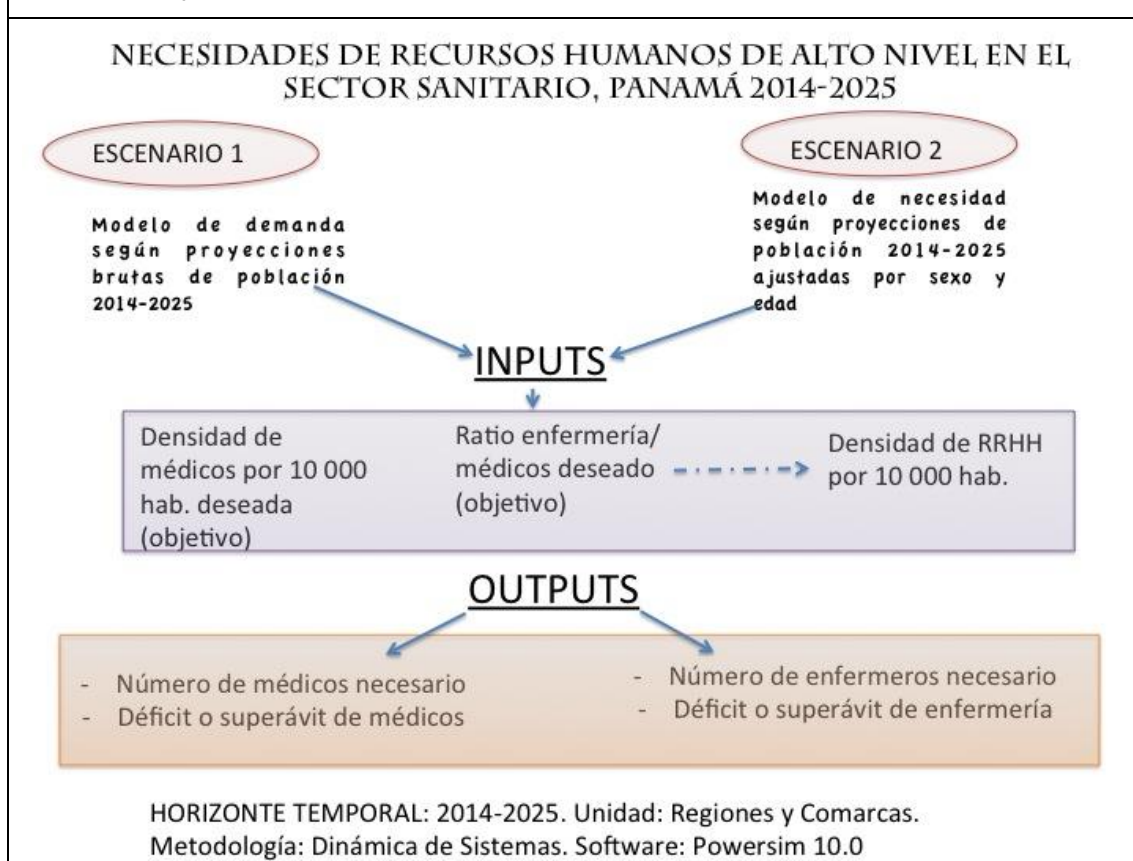 NECESIDADES DE RECURSOS HUMANOS DE ALTO NIVEL EN EL
SECTOR SANITARIO, PANAMÁ 2014-2025
ESCENARIO 1
Modelo de demanda
según proyecciones
brutas de población
2014-2025
ESCENARIO 2
Modelo de necesidad
según proyecciones de
población 2014-2025
ajustadas por sexo y
edad
INPUTS
Densidad de
médicos por 10 000
hab. deseada
(objetivo)
Ratio enfermería/
médicos deseado
(objetivo)
Densidad de RRHH
por 10 000 hab.
OUTPUTS
- Número de médicos necesario
- Déficit o superávit de médicos
- Número de enfermeros necesario
- Déficit o superávit de enfermería
HORIZONTE TEMPORAL: 2014-2025. Unidad: Regiones y Comarcas.
Metodología: Dinámica de Sistemas. Software: Powersim 10.0